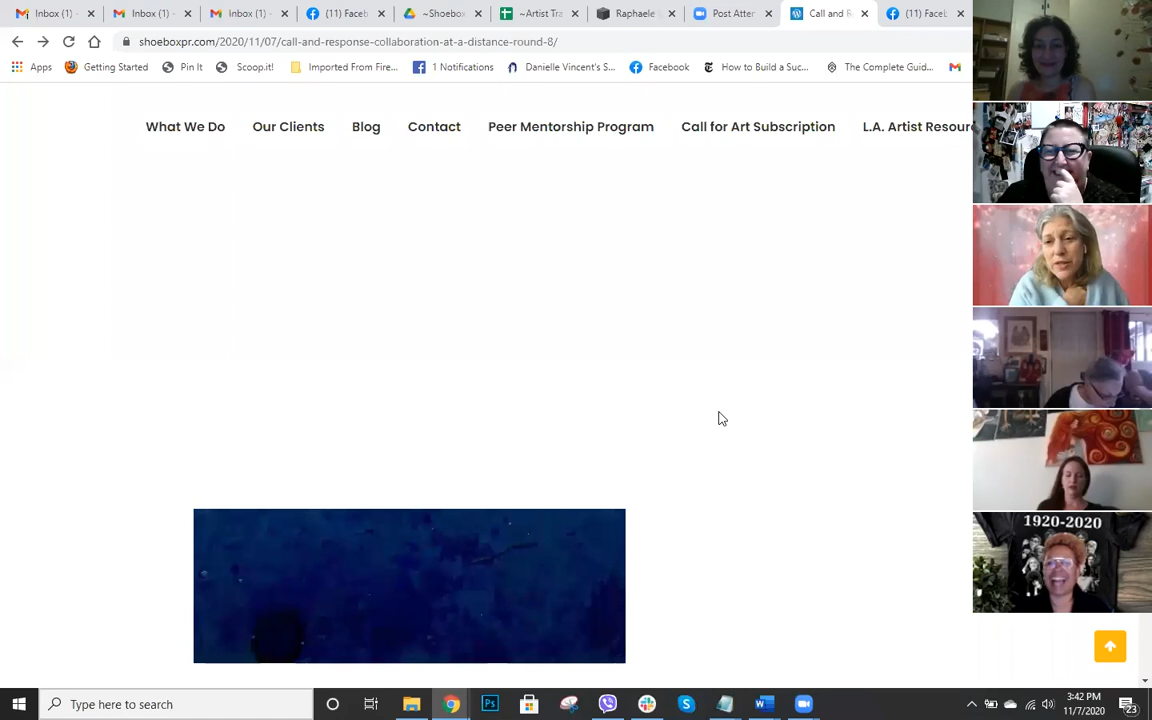 Inbox (1) -
Inbox (1) -
Inbox (1) -
(11) Faceb
~Shoebox
~Artist Tra
Raphaele
Post Atter
Call and R
(11) Faceb
shoeboxpr.com/2020/11/07/call-and-response-collaboration-at-a-distance-round-8/
Apps
Getting Started
Pin It
Scoop.it!
Imported From Fire...
1 Notifications
Danielle Vincent's S...
Facebook
How to Build a Suc...
The Complete Guid...
What We Do
Our Clients
Blog
Contact
Peer Mentorship Program
Call for Art Subscription
L.A. Artist Resour
1920-2020
Type here to search
3:42 PM
11/7/2020
23